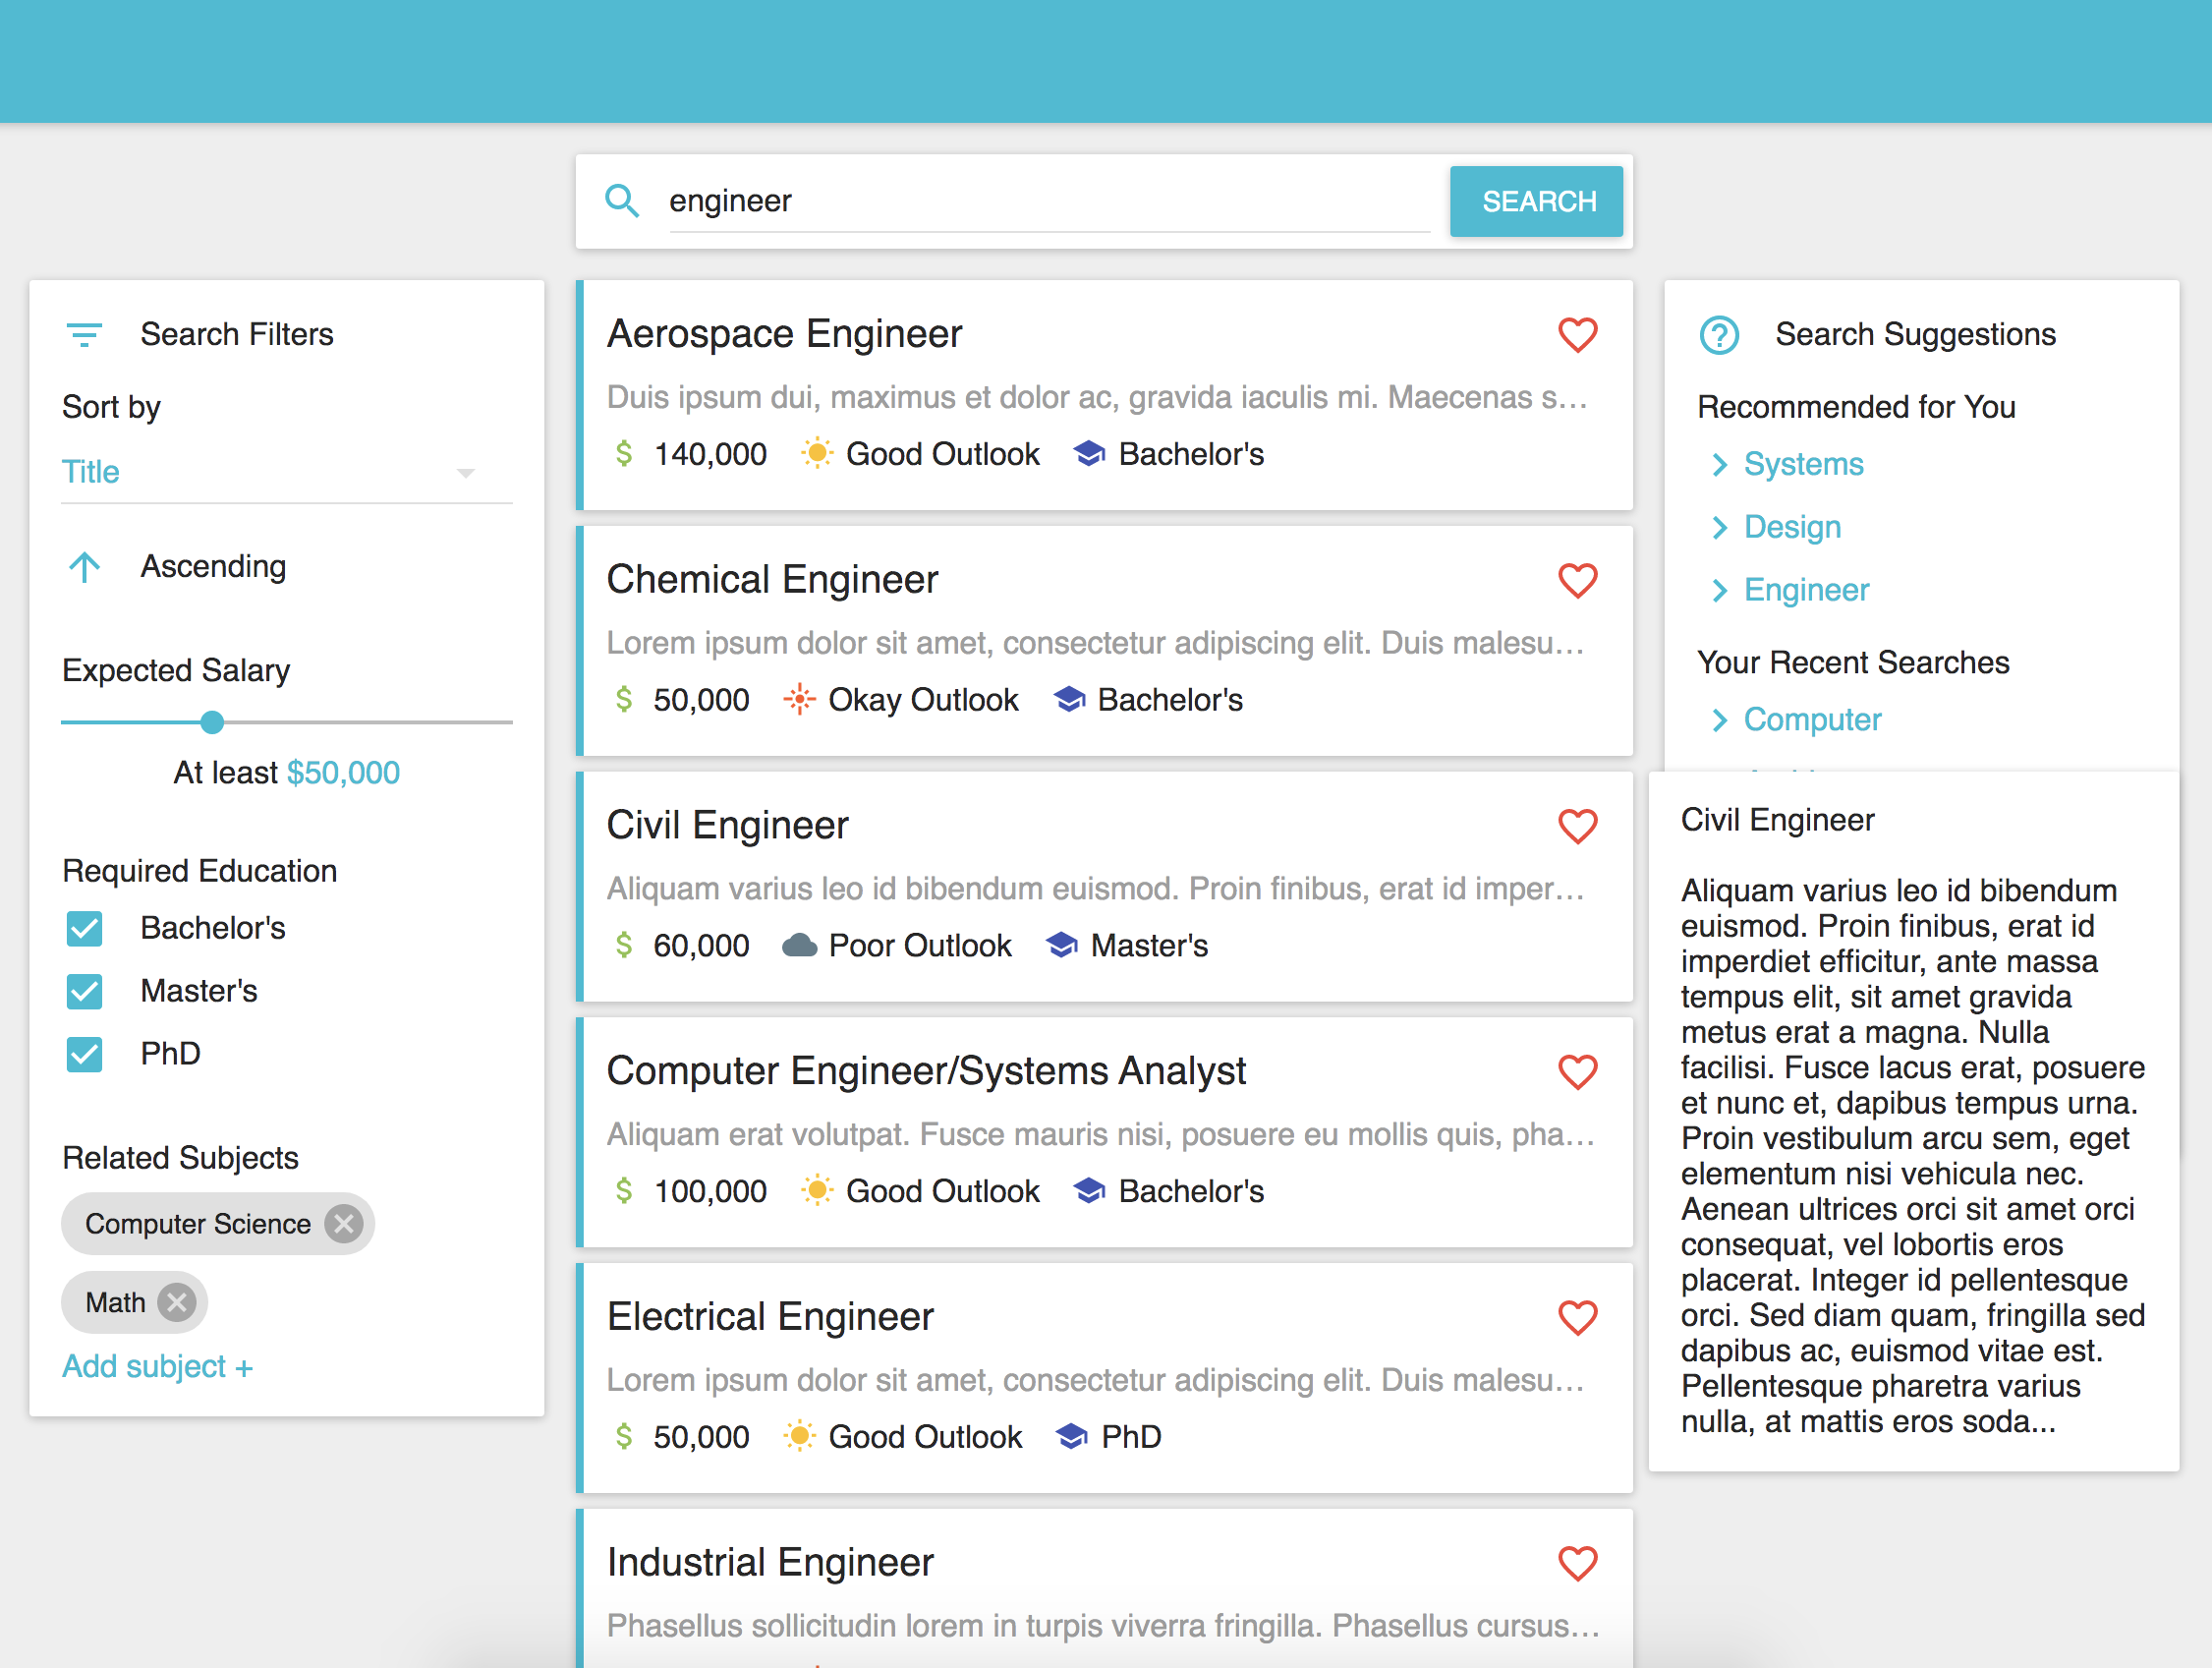 engineer
SEARCH
Search Filters
Sort by
Title
Ascending
Expected Salary
At least $50,000
Required Education
Bachelor's
Master's
PhD
Related Subjects
Computer Science
Math
Add subject +
Aerospace Engineer
Duis ipsum dui, maximus et dolor ac, gravida iaculis mi. Maecenas s...
$ 140,000 Good Outlook Bachelor's
Chemical Engineer
Lorem ipsum dolor sit amet, consectetur adipiscing elit. Duis malesu...
$ 50,000 Okay Outlook Bachelor's
Civil Engineer
Aliquam varius leo id bibendum euismod. Proin finibus, erat id imper...
$ 60,000 Poor Outlook Master's
Computer Engineer/Systems Analyst
Aliquam erat volutpat. Fusce mauris nisi, posuere eu mollis quis, pha...
$ 100,000 Good Outlook Bachelor's
Electrical Engineer
Lorem ipsum dolor sit amet, consectetur adipiscing elit. Duis malesu...
$ 50,000 Good Outlook PhD
Industrial Engineer
Phasellus sollicitudin lorem in turpis viverra fringilla. Phasellus cursus...
Search Suggestions
Recommended for You
Systems
Design
Engineer
Your Recent Searches
Computer
Civil Engineer
Aliquam varius leo id bibendum
euismod. Proin finibus, erat id
imperdiet efficitur, ante massa
tempus elit, sit amet gravida
metus erat a magna. Nulla
facilisi. Fusce lacus erat, posuere
et nunc et, dapibus tempus urna.
Proin vestibulum arcu sem, eget
elementum nisi vehicula nec.
Aenean ultrices orci sit amet orci
consequat, vel lobortis eros
placerat. Integer id pellentesque
orci. Sed diam quam, fringilla sed
dapibus ac, euismod vitae est.
Pellentesque pharetra varius
nulla, at mattis eros soda...